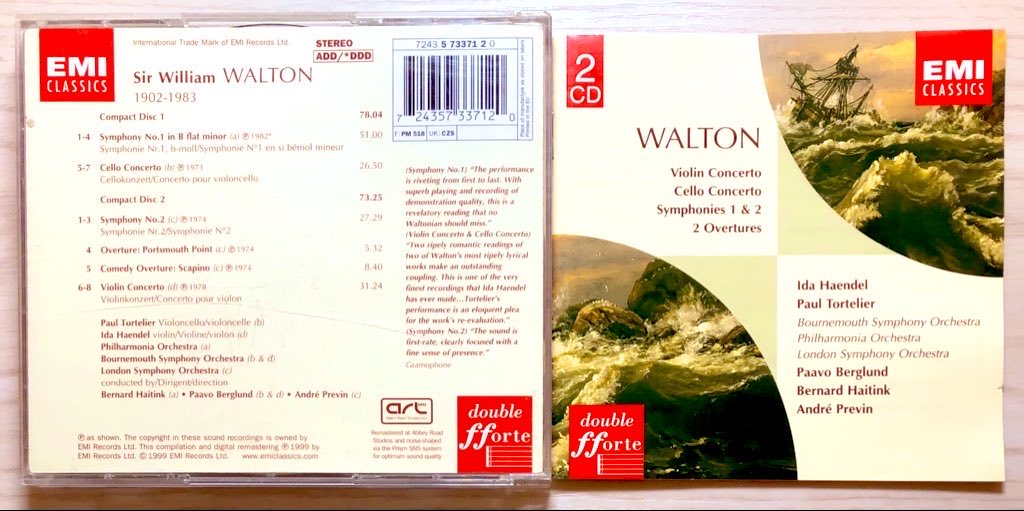 EMI
CLASSICS
International Trade Mark of EMI Records Ltd.
STEREO
ADD/*DDD
7243 5 73371 2 0
7 24357 33712 0
F: PM 518 UK: CZS
Place of manufacture as stated on labels
Printed in the EU
Sir William WALTON
1902-1983
Compact Disc 1 78.04
1-4 Symphony No.1 in B flat minor (a) ℗1982* 51.00
Symphonie Nr.1, b-moll/Symphonie N°1 en si bémol mineur
5-7 Cello Concerto (b) ℗1973 26.50
Cellokonzert/Concerto pour violoncello
Compact Disc 2 73.25
1-3 Symphony No.2 (c) ℗1974 27.29
Symphonie Nr.2/Symphonie N°2
4 Overture: Portsmouth Point (c) ℗1974 5.32
5 Comedy Overture: Scapino (c) ℗1974 8.40
6-8 Violin Concerto (d) ℗1978 31.24
Violinkonzert/Concerto pour violon
Paul Tortelier Violoncello/violoncelle (b)
Ida Haendel violin/Violine/violon (d)
Philharmonia Orchestra (a)
Bournemouth Symphony Orchestra (b & d)
London Symphony Orchestra (c)
conducted by/Dirigent/direction
Bernard Haitink (a) • Paavo Berglund (b & d) • André Previn (c)
(Symphony No.1) "The performance
is riveting from first to last. With
superb playing and recording of
demonstration quality, this is a
revelatory reading that no
Waltonian should miss."
(Violin Concerto & Cello Concerto)
"Two ripely romantic readings of
two of Walton's most ripely lyrical
works make an outstanding
coupling. This is one of the very
finest recordings that Ida Haendel
has ever made...Tortelier's
performance is an eloquent plea
for the work's re-evaluation."
(Symphony No.2) "The sound is
first-rate, clearly focused with a
fine sense of presence."
Gramophone
℗as shown. The copyright in these sound recordings is owned by
EMI Records Ltd. This compilation and digital remastering ℗1999 by
EMI Records Ltd. ©1999 EMI Records Ltd. www.emiclassics.com
art
Remastered at Abbey Road
Studios and noise-shaped
via the Prism SNS system
for optimum sound quality
double
fforte
2
CD
EMI
CLASSICS
WALTON
Violin Concerto
Cello Concerto
Symphonies 1 & 2
2 Overtures
Ida Haendel
Paul Tortelier
Bournemouth Symphony Orchestra
Philharmonia Orchestra
London Symphony Orchestra
Paavo Berglund
Bernard Haitink
André Previn
double
fforte